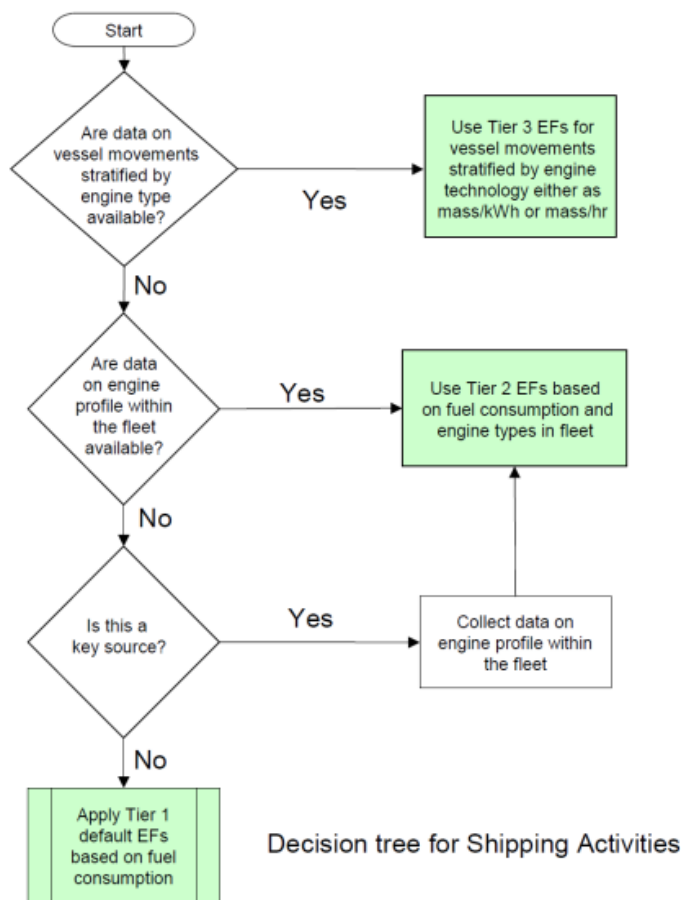 Start
Are data on
vessel movements
stratified by
engine type
available?
Yes
Use Tier 3 EFs for
vessel movements
stratified by engine
technology either as
mass/kWh or mass/hr
No
Are data
on engine
profile within
the fleet
available?
Yes
Use Tier 2 EFs based
on fuel consumption and
engine types in fleet
No
Is this a
key source?
Yes
Collect data on
engine profile within
the fleet
No
Apply Tier 1
default EFs
based on fuel
consumption
Decision tree for Shipping Activities